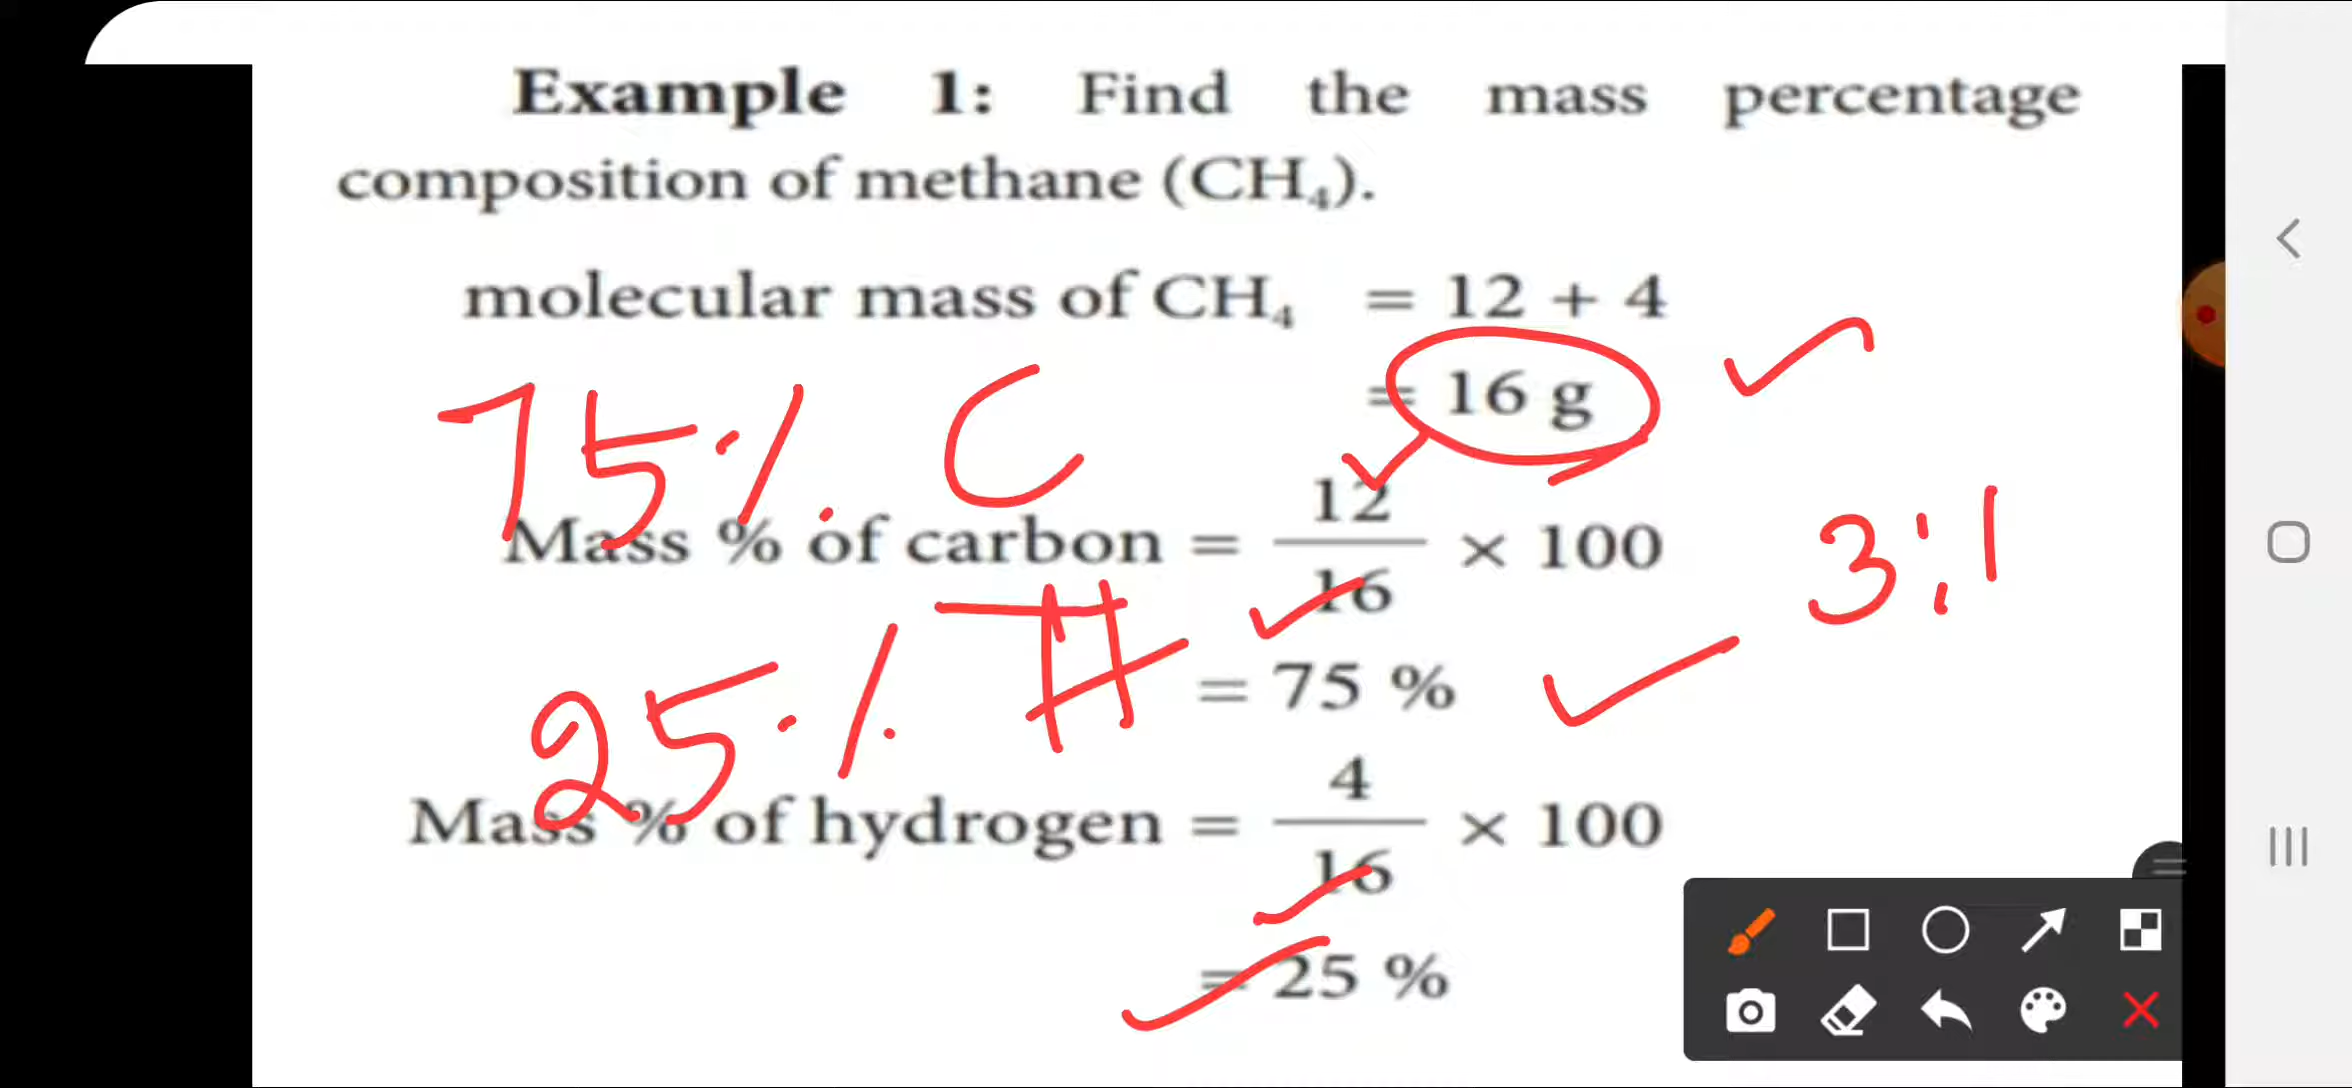 Example 1: Find the mass percentage
composition of methane (CH₄).
molecular mass of CH₄ = 12 + 4
= 16 g
75% C
Mass % of carbon = 12/16 × 100
3:1
= 75 %
25% H
Mass % of hydrogen = 4/16 × 100
= 25 %